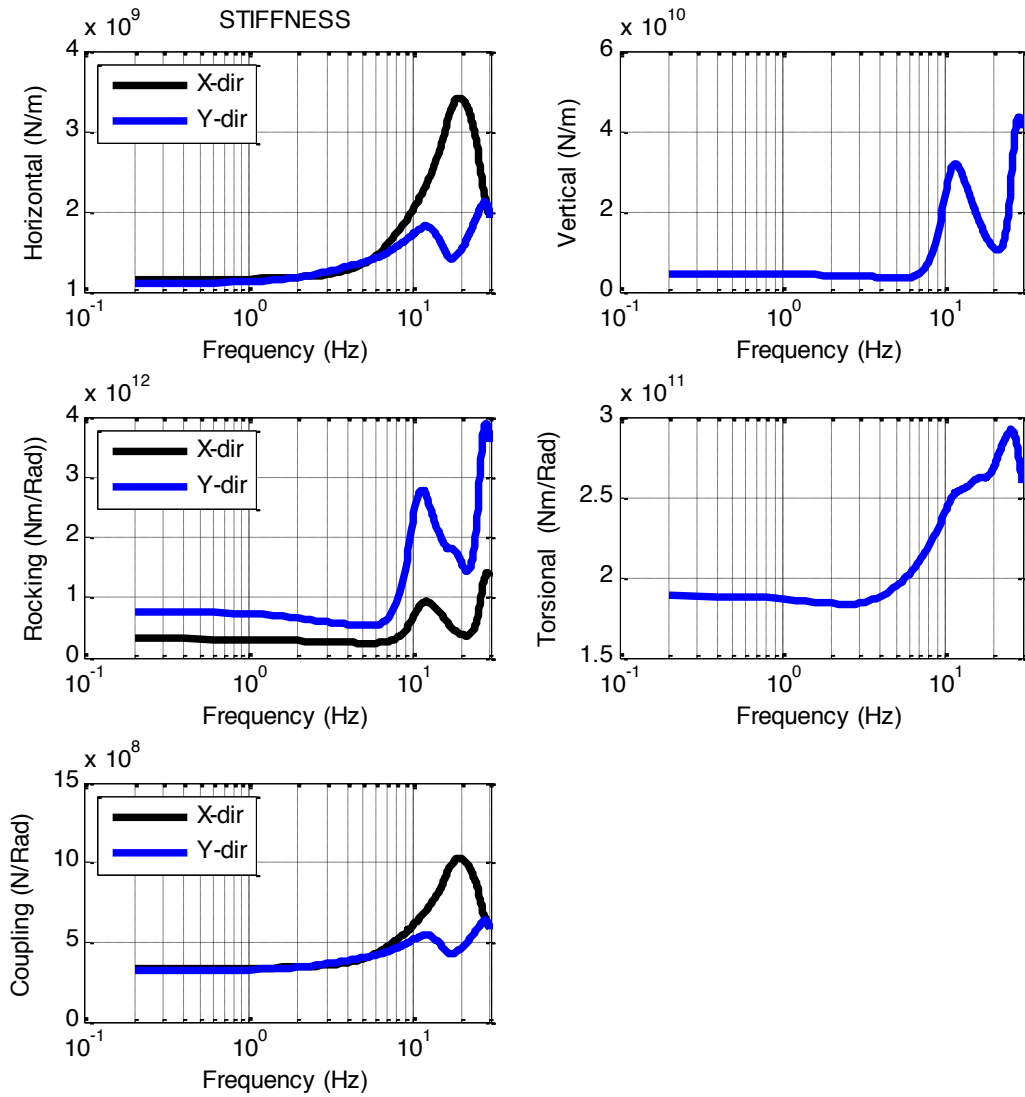 STIFFNESS
x 10^9
4
3
2
1
Horizontal (N/m)
X-dir
Y-dir
10^-1
10^0
10^1
Frequency (Hz)
x 10^10
6
4
2
0
Vertical (N/m)
10^-1
10^0
10^1
Frequency (Hz)
x 10^12
4
3
2
1
0
Rocking (Nm/Rad))
X-dir
Y-dir
10^-1
10^0
10^1
Frequency (Hz)
x 10^11
3
2.5
2
1.5
Torsional (Nm/Rad)
10^-1
10^0
10^1
Frequency (Hz)
x 10^8
15
10
5
0
Coupling (N/Rad)
X-dir
Y-dir
10^-1
10^0
10^1
Frequency (Hz)